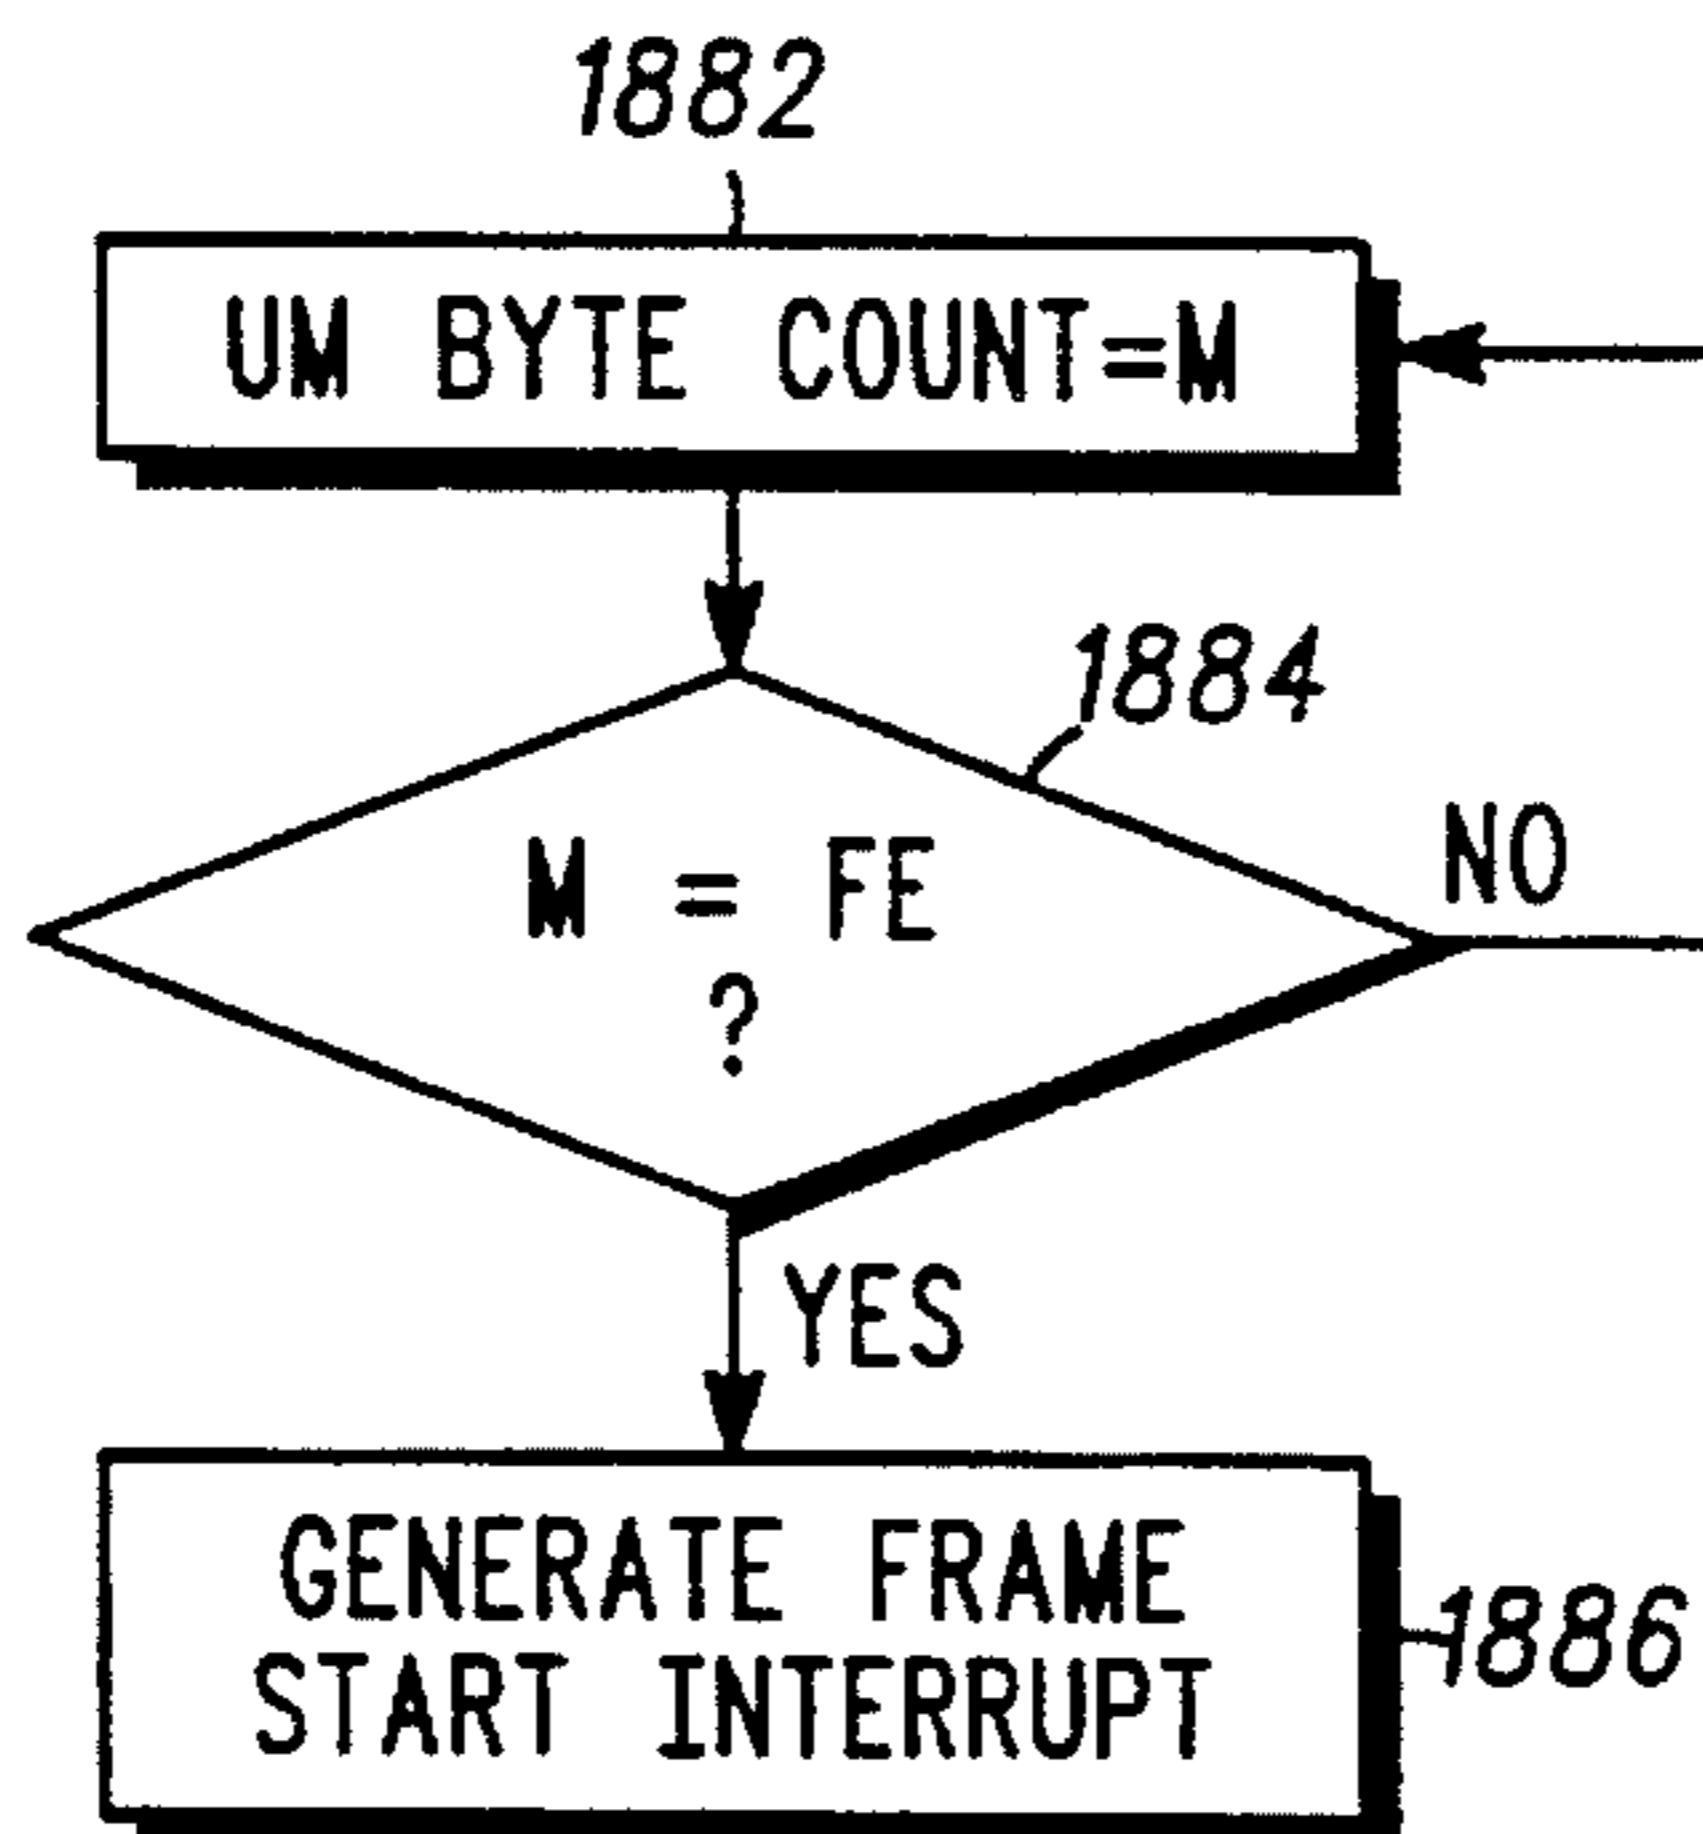 1882
UM BYTE COUNT=M
1884
M = FE
?
NO
YES
GENERATE FRAME
START INTERRUPT
1886